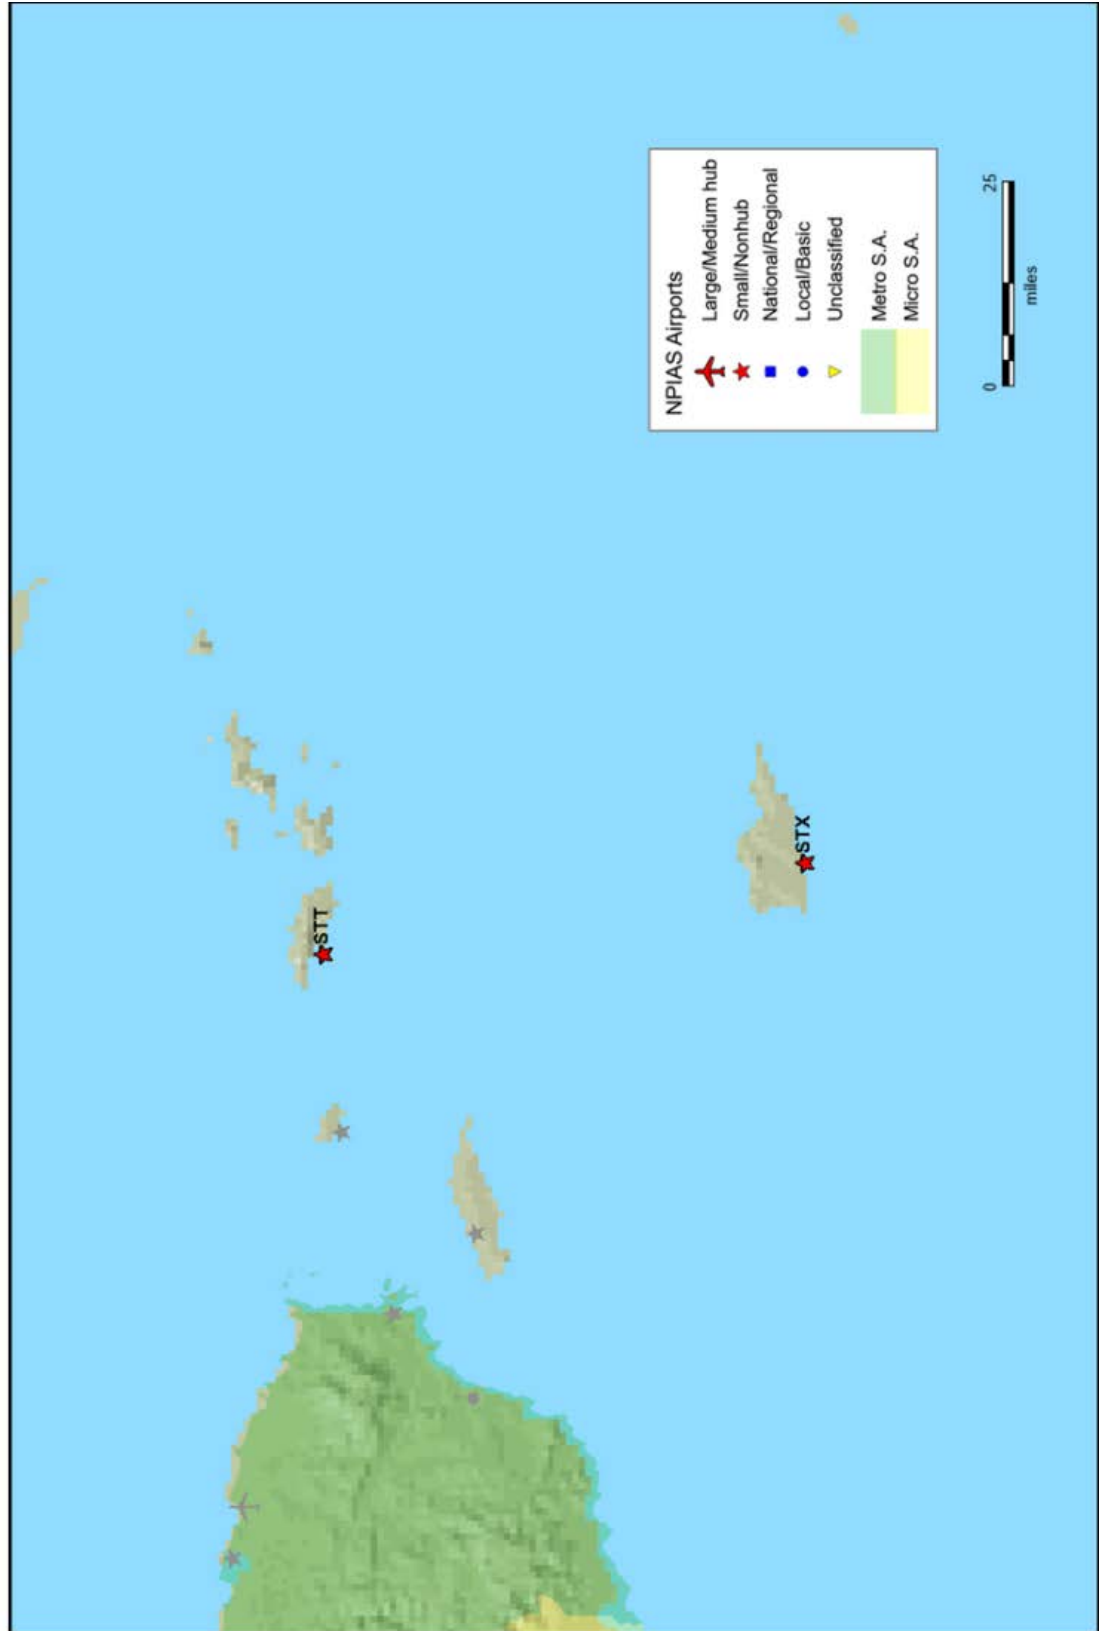 STT
STX
NPIAS Airports
Large/Medium hub
Small/Nonhub
National/Regional
Local/Basic
Unclassified
Metro S.A.
Micro S.A.
0 25
miles